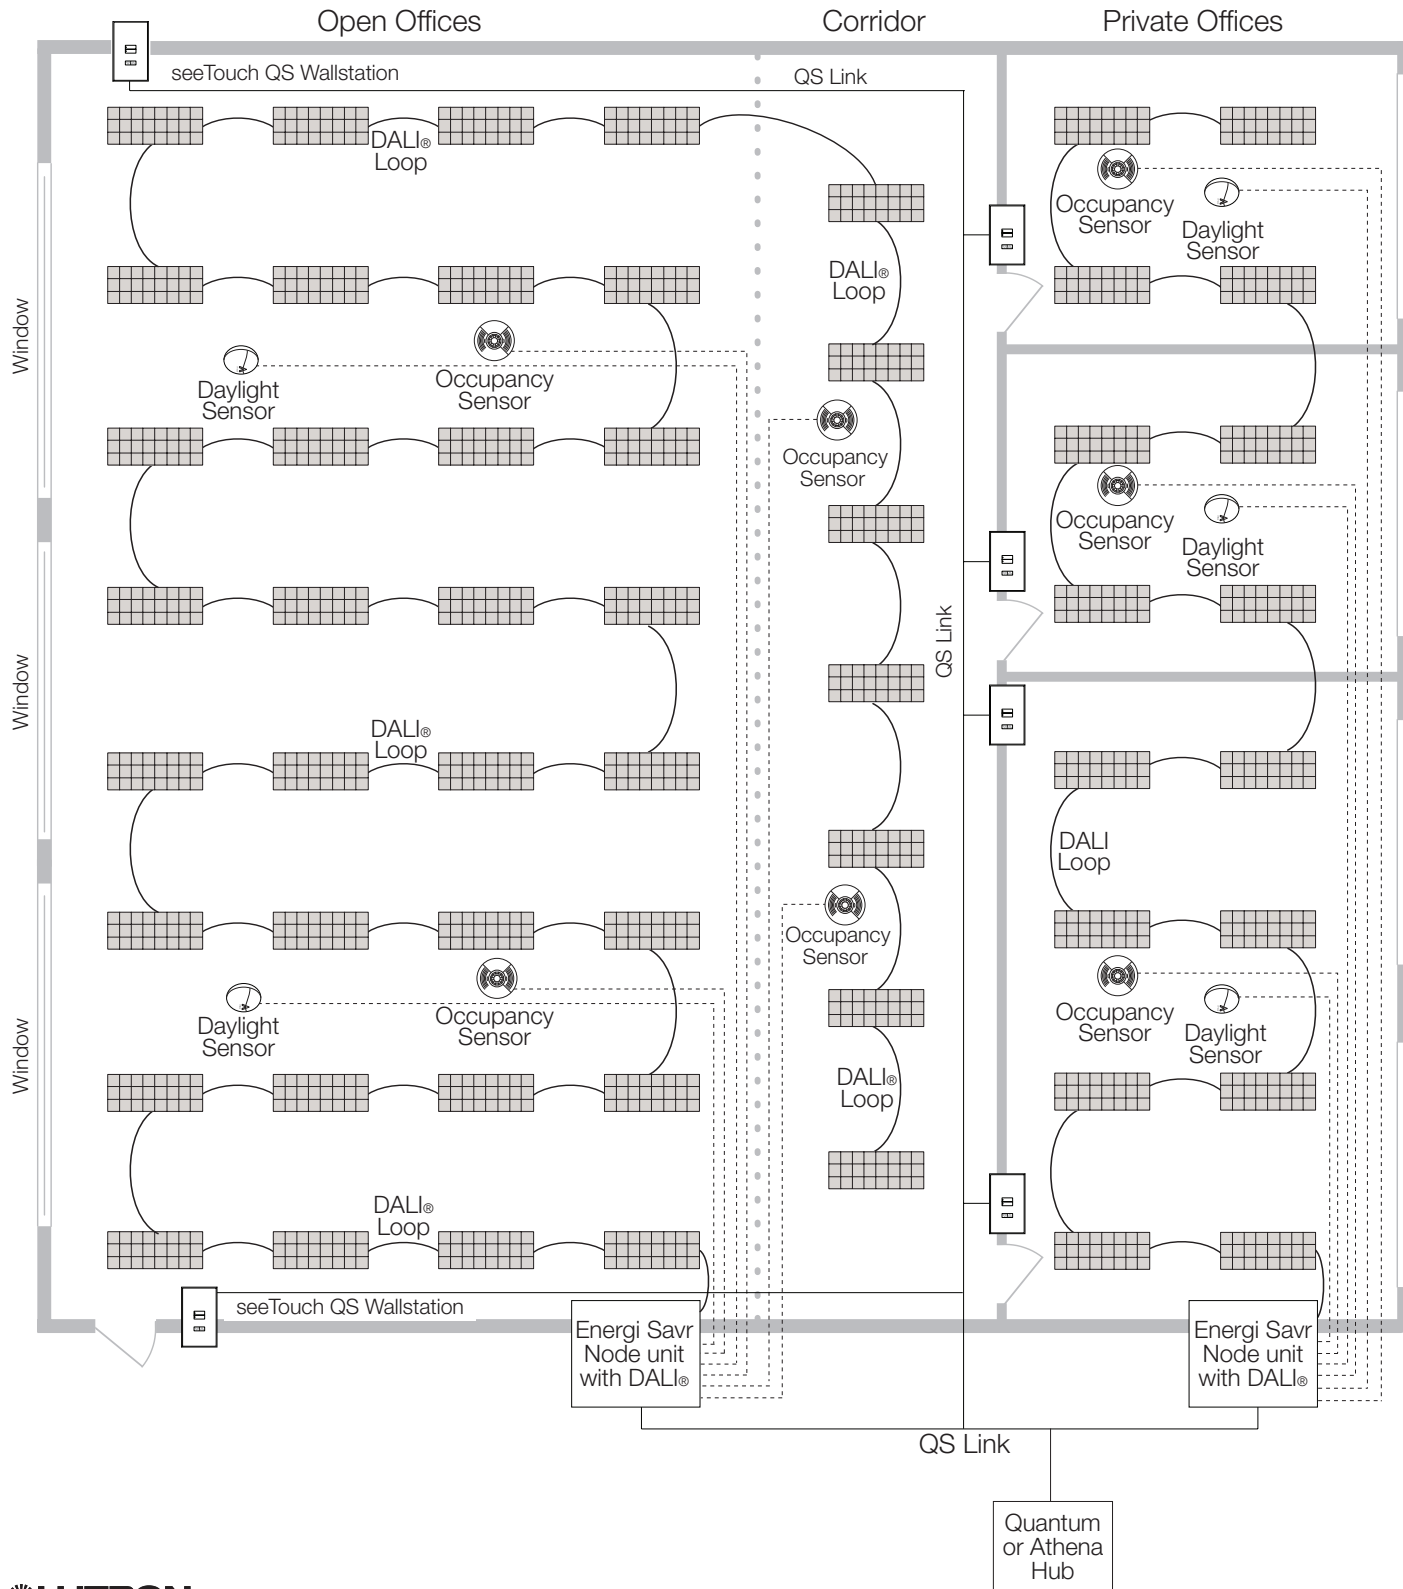 Open Offices
Corridor
Private Offices
seeTouch QS Wallstation
QS Link
DALI®
Loop
Occupancy
Sensor
Daylight
Sensor
DALI®
Loop
Window
Daylight
Sensor
Occupancy
Sensor
Occupancy
Sensor
Occupancy
Sensor
Daylight
Sensor
QS Link
Window
DALI®
Loop
DALI
Loop
Occupancy
Sensor
Window
Daylight
Sensor
Occupancy
Sensor
Occupancy
Sensor
Daylight
Sensor
DALI®
Loop
DALI®
Loop
seeTouch QS Wallstation
Energi Savr
Node unit
with DALI®
Energi Savr
Node unit
with DALI®
QS Link
Quantum
or Athena
Hub
LUTRON